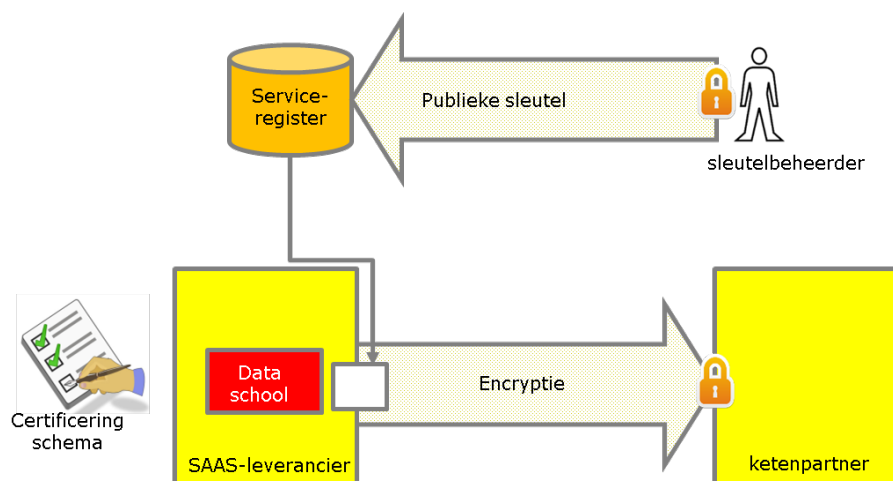 Service-
register
Publieke sleutel
sleutelbeheerder
Data
school
Encryptie
Certificering
schema
SAAS-leverancier
ketenpartner